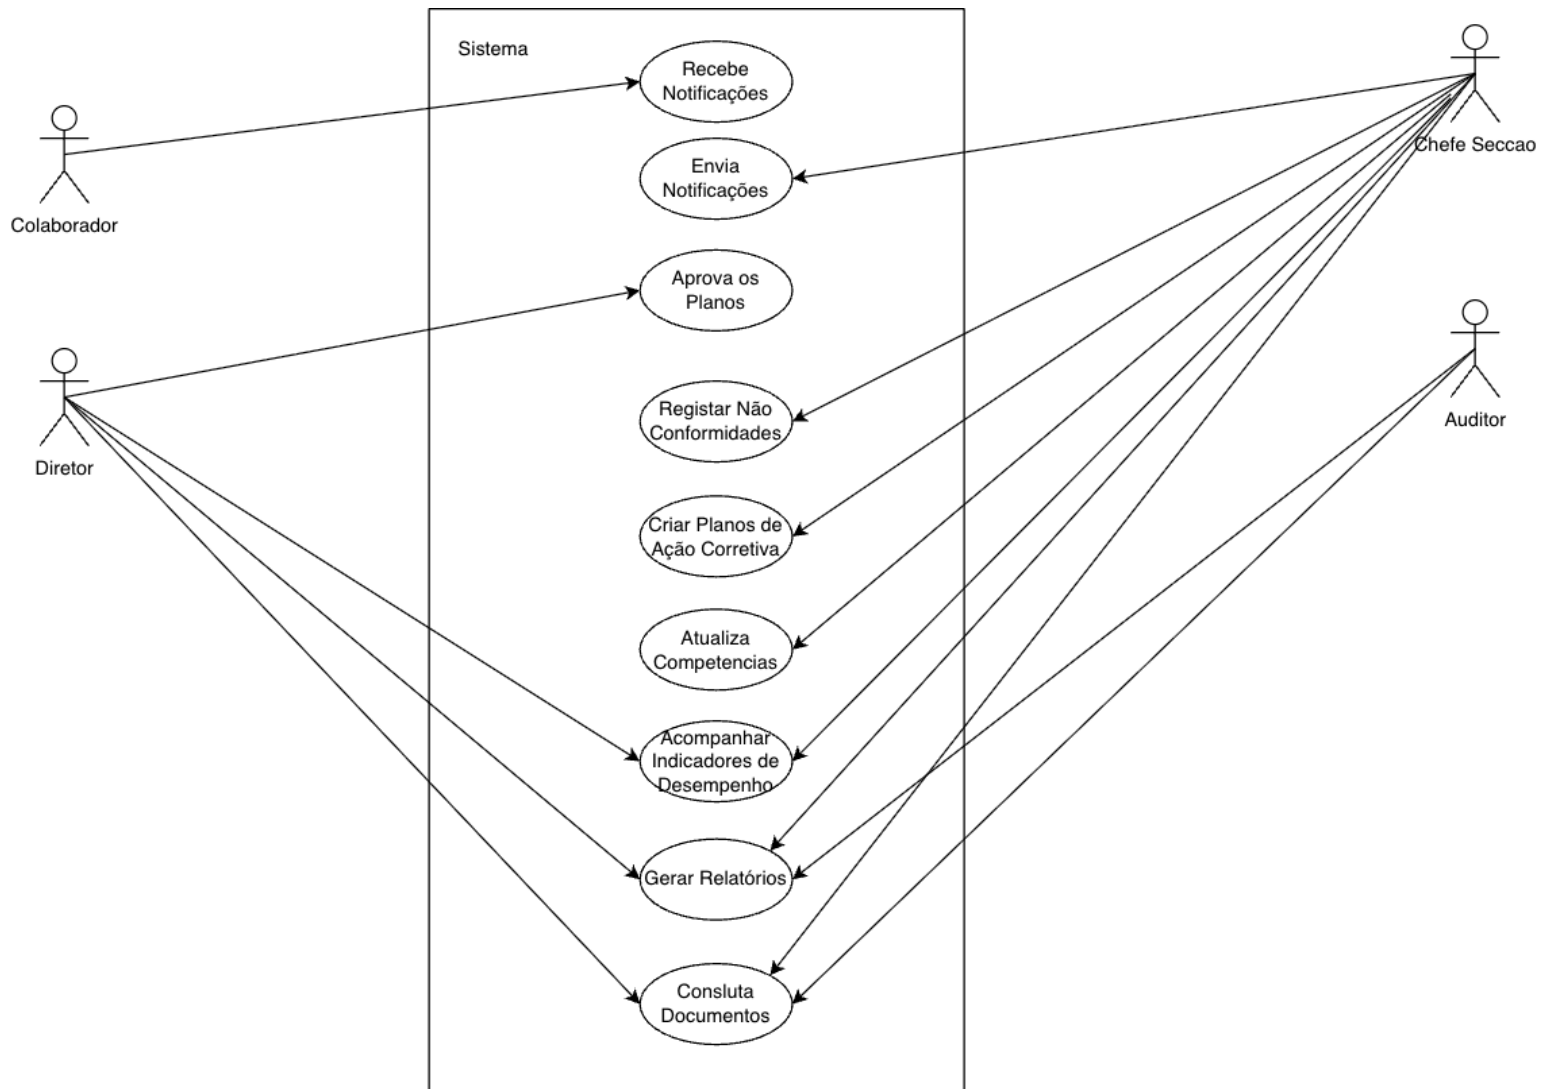 Sistema
Recebe
Notificações
Envia
Notificações
Chefe Seccao
Colaborador
Aprova os
Planos
Registar Não
Conformidades
Auditor
Diretor
Criar Planos de
Ação Corretiva
Atualiza
Competencias
Acompanhar
Indicadores de
Desempenho
Gerar Relatórios
Consluta
Documentos